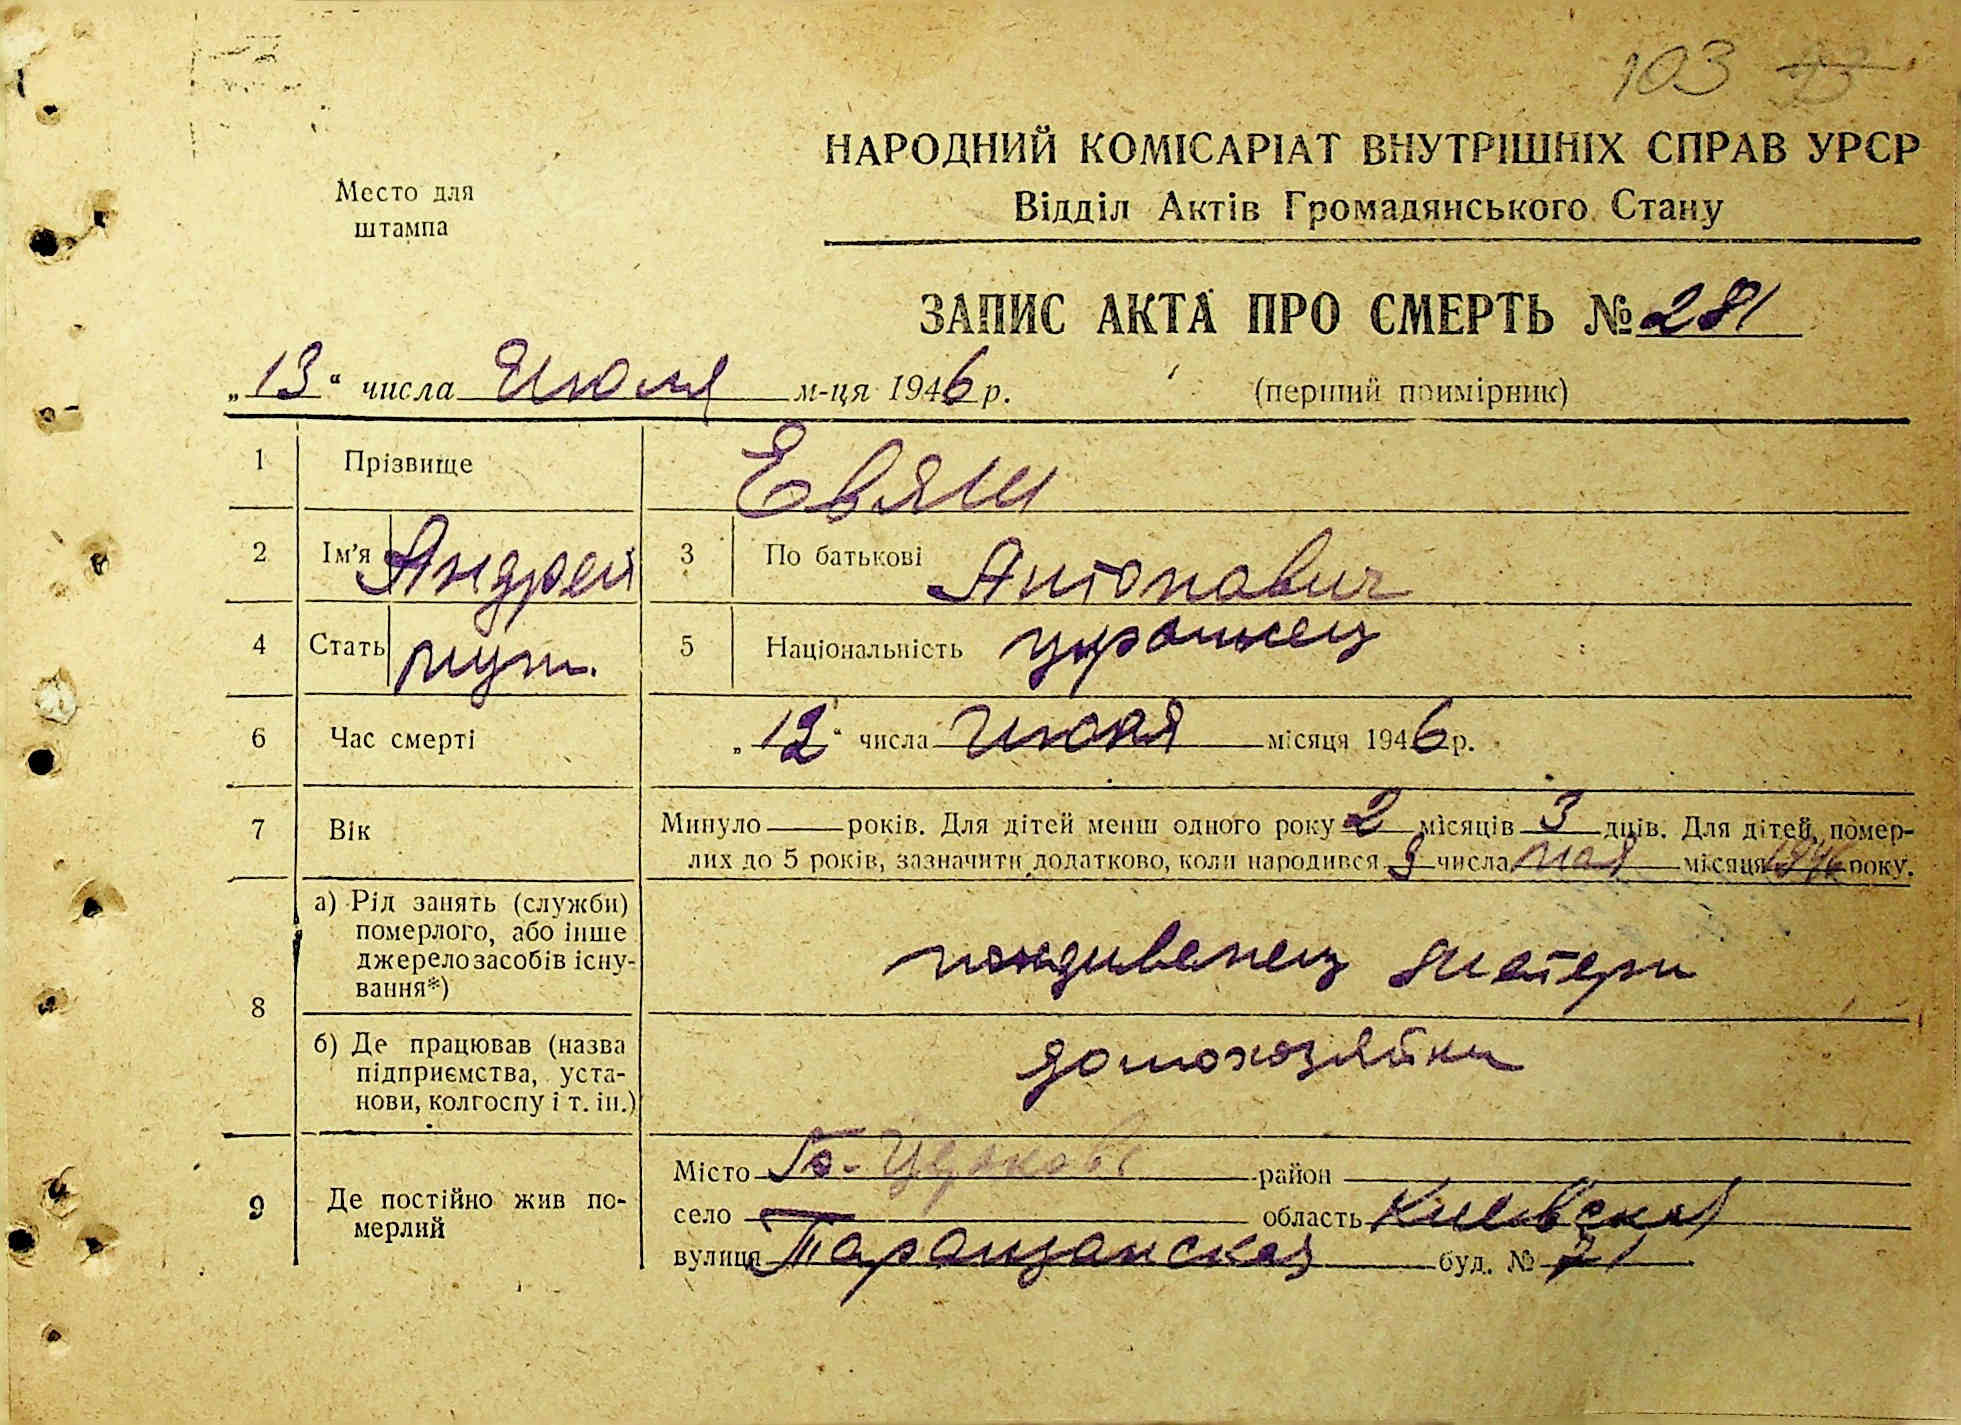 103
НАРОДНИЙ КОМІСАРІАТ ВНУТРІШНІХ СПРАВ УРСР
Відділ Актів Громадянського Стану
Место для
штампа
ЗАПИС АКТА ПРО СМЕРТЬ № 281
„13“ числа Июля м-ця 1946 р.
(перший примірник)
1 Прізвище Евяш
2 Ім'я Андрей 3 По батькові Антонавич
4 Стать муж. 5 Національність украинец
6 Час смерті „12“ числа Июля місяця 1946 р.
7 Вік Минуло — років. Для дітей менш одного року 2 місяців 3 днів. Для дітей, помер-
лих до 5 років, зазначити додатково, коли народився 9 числа мая місяця 1946 року.
8 а) Рід занять (служби)
померлого, або інше
джерело засобів існу-
вання*)
иждивенец матери
б) Де працював (назва
підприємства, уста-
нови, колгоспу і т. ін.)
домохозяйки
9 Де постійно жив по-
мерлий
Місто Б-Церковь район
село — область Киевская
вулиця Таращанская буд. № 71